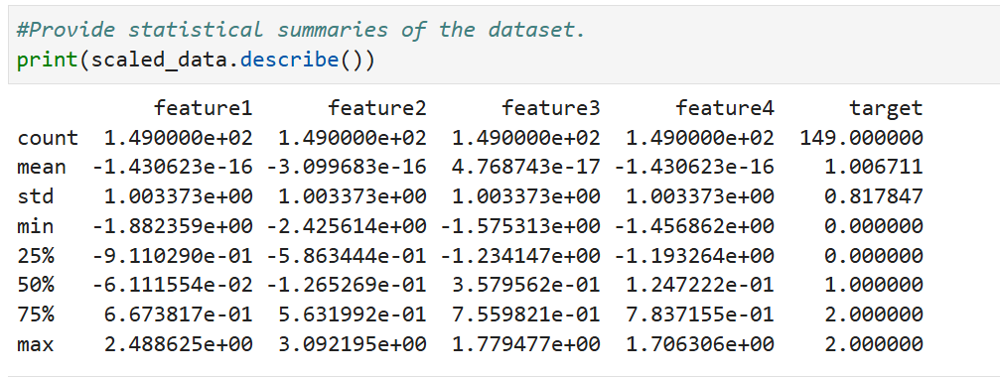 #Provide statistical summaries of the dataset.
print(scaled_data.describe())
feature1 feature2 feature3 feature4 target
count 1.490000e+02 1.490000e+02 1.490000e+02 1.490000e+02 149.000000
mean -1.430623e-16 -3.099683e-16 4.768743e-17 -1.430623e-16 1.006711
std 1.003373e+00 1.003373e+00 1.003373e+00 1.003373e+00 0.817847
min -1.882359e+00 -2.425614e+00 -1.575313e+00 -1.456862e+00 0.000000
25% -9.110290e-01 -5.863444e-01 -1.234147e+00 -1.193264e+00 0.000000
50% -6.111554e-02 -1.265269e-01 3.579562e-01 1.247222e-01 1.000000
75% 6.673817e-01 5.631992e-01 7.559821e-01 7.837155e-01 2.000000
max 2.488625e+00 3.092195e+00 1.779477e+00 1.706306e+00 2.000000